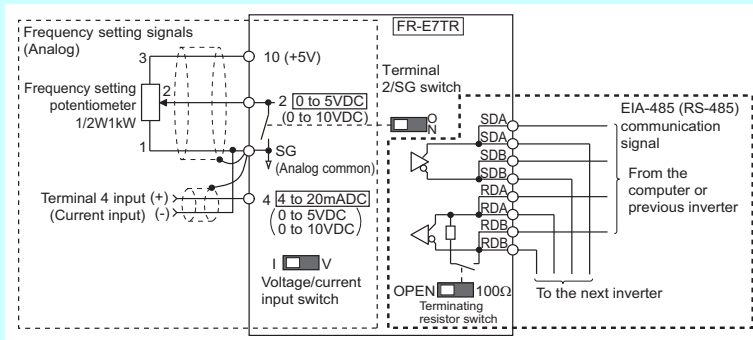 Frequency setting signals
(Analog)
3
2
1
Frequency setting
potentiometer
1/2W1kW
Terminal 4 input (+)
(Current input) (-)
FR-E7TR
10 (+5V)
2 0 to 5VDC
(0 to 10VDC)
SG
(Analog common)
4 4 to 20mADC
(0 to 5VDC
0 to 10VDC)
I V
Voltage/current
input switch
Terminal
2/SG switch
O
N
SDA
SDA
SDB
SDB
RDA
RDA
RDB
RDB
OPEN 100Ω
Terminating
resistor switch
EIA-485 (RS-485)
communication
signal
From the
computer or
previous inverter
To the next inverter